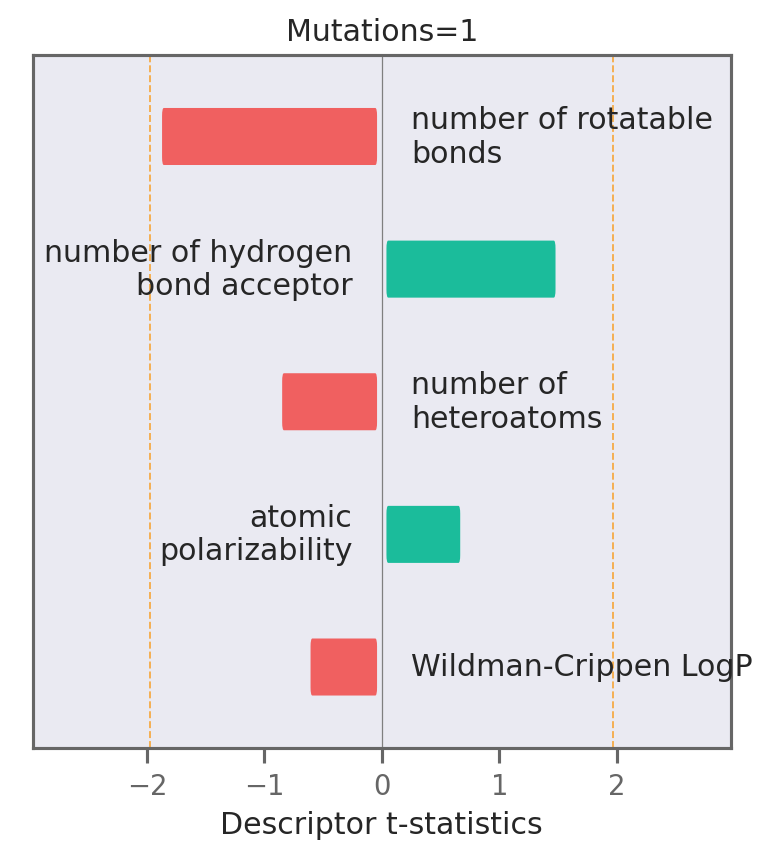 Mutations=1
number of rotatable
bonds
number of hydrogen
bond acceptor
number of
heteroatoms
atomic
polarizability
Wildman-Crippen LogP
−2 −1 0 1 2
Descriptor t-statistics